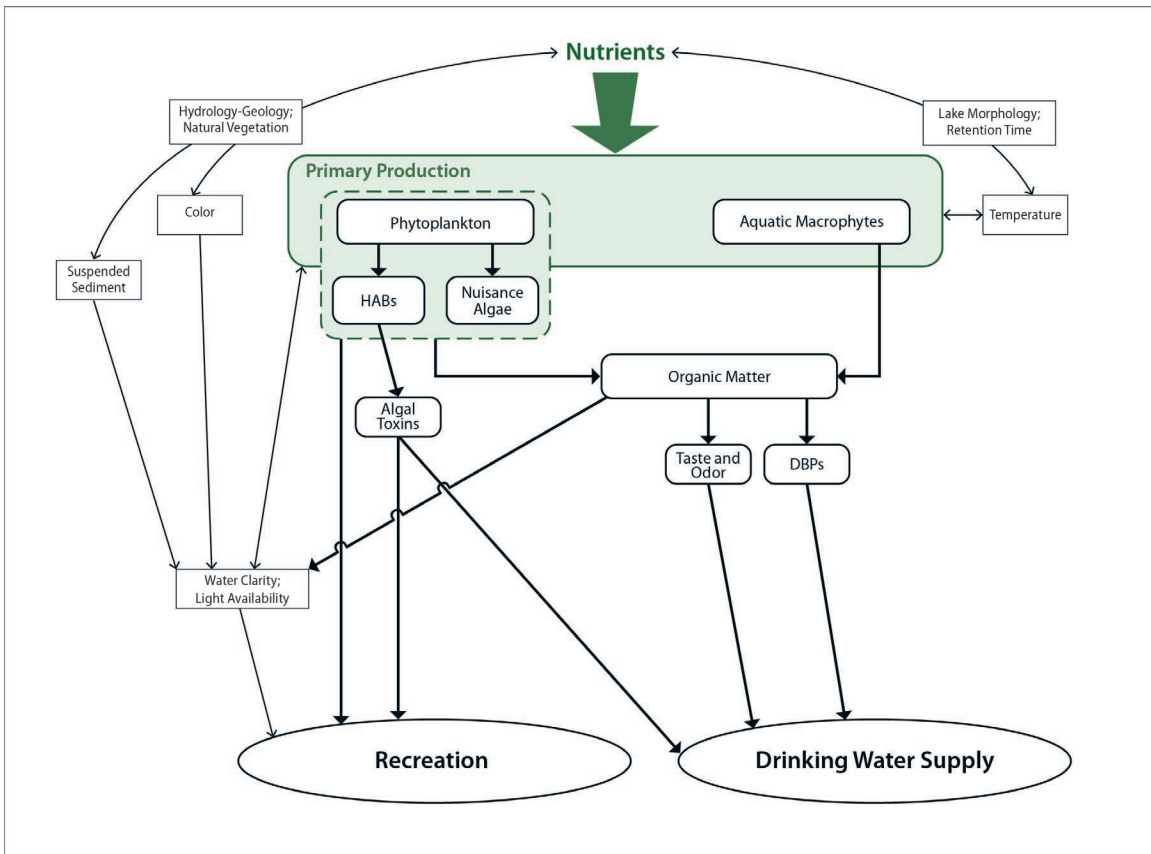 Nutrients
Hydrology-Geology;
Natural Vegetation
Lake Morphology;
Retention Time
Primary Production
Color
Phytoplankton
Aquatic Macrophytes
Temperature
Suspended
Sediment
HABs
Nuisance
Algae
Organic Matter
Algal
Toxins
Taste and
Odor
DBPs
Water Clarity;
Light Availability
Recreation
Drinking Water Supply